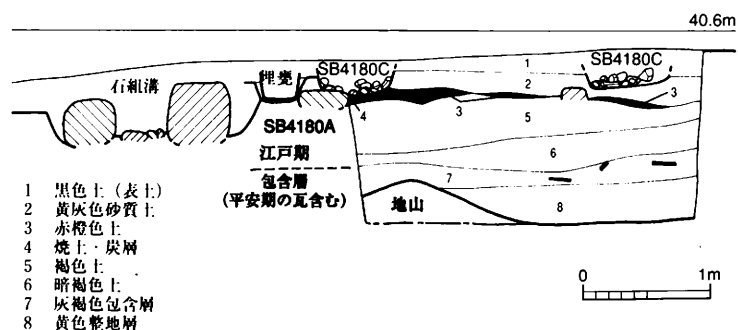 40.6m
SB4180C
SB4180C
埋甕
石組溝
1
2
3
3
4
5
SB4180A
江戸期
包含層
(平安期の瓦含む)
6
7
地山
8
1 黒色土(表土)
2 黄灰色砂質土
3 赤橙色土
4 焼土・炭層
5 褐色土
6 暗褐色土
7 灰褐色包含層
8 黄色整地層
0 1m